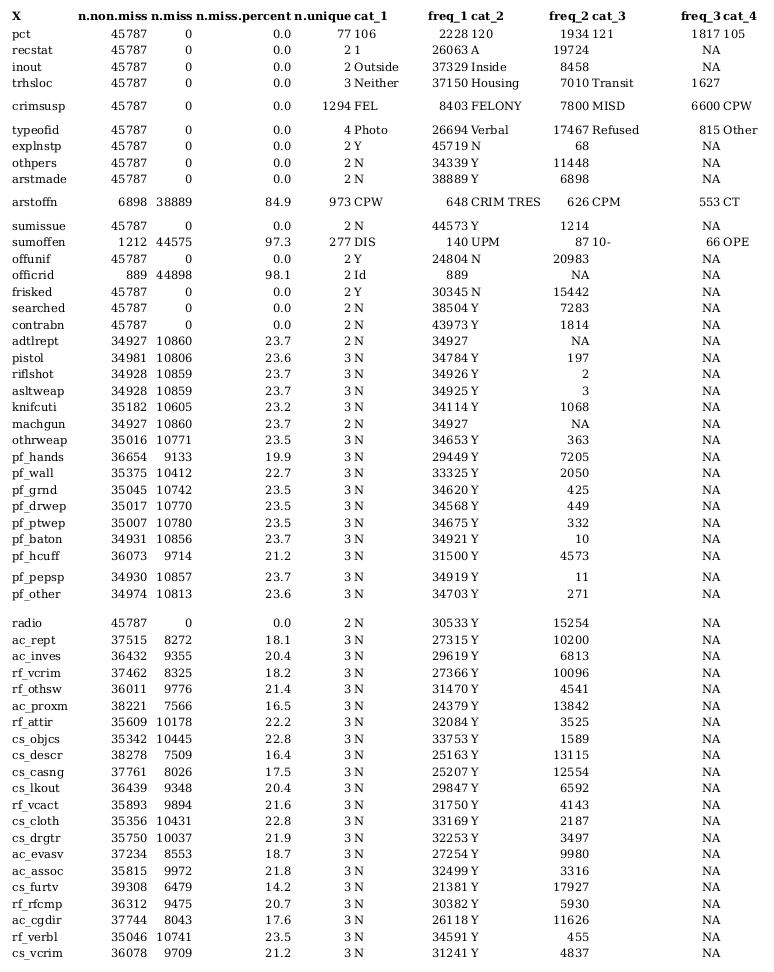 X n.non.miss n.miss n.miss.percent n.unique cat_1 freq_1 cat_2 freq_2 cat_3 freq_3 cat_4
pct 45787 0 0.0 77 106 2228 120 1934 121 1817 105
recstat 45787 0 0.0 2 1 26063 A 19724 NA
inout 45787 0 0.0 2 Outside 37329 Inside 8458 NA
trhsloc 45787 0 0.0 3 Neither 37150 Housing 7010 Transit 1627
crimsusp 45787 0 0.0 1294 FEL 8403 FELONY 7800 MISD 6600 CPW
typeofid 45787 0 0.0 4 Photo 26694 Verbal 17467 Refused 815 Other
explnstp 45787 0 0.0 2 Y 45719 N 68 NA
othpers 45787 0 0.0 2 N 34339 Y 11448 NA
arstmade 45787 0 0.0 2 N 38889 Y 6898 NA
arstoffn 6898 38889 84.9 973 CPW 648 CRIM TRES 626 CPM 553 CT
sumissue 45787 0 0.0 2 N 44573 Y 1214 NA
sumoffen 1212 44575 97.3 277 DIS 140 UPM 87 10- 66 OPE
offunif 45787 0 0.0 2 Y 24804 N 20983 NA
officrid 889 44898 98.1 2 Id 889 NA NA
frisked 45787 0 0.0 2 Y 30345 N 15442 NA
searched 45787 0 0.0 2 N 38504 Y 7283 NA
contrabn 45787 0 0.0 2 N 43973 Y 1814 NA
adtlrept 34927 10860 23.7 2 N 34927 NA NA
pistol 34981 10806 23.6 3 N 34784 Y 197 NA
riflshot 34928 10859 23.7 3 N 34926 Y 2 NA
asltweap 34928 10859 23.7 3 N 34925 Y 3 NA
knifcuti 35182 10605 23.2 3 N 34114 Y 1068 NA
machgun 34927 10860 23.7 2 N 34927 NA NA
othrweap 35016 10771 23.5 3 N 34653 Y 363 NA
pf_hands 36654 9133 19.9 3 N 29449 Y 7205 NA
pf_wall 35375 10412 22.7 3 N 33325 Y 2050 NA
pf_grnd 35045 10742 23.5 3 N 34620 Y 425 NA
pf_drwep 35017 10770 23.5 3 N 34568 Y 449 NA
pf_ptwep 35007 10780 23.5 3 N 34675 Y 332 NA
pf_baton 34931 10856 23.7 3 N 34921 Y 10 NA
pf_hcuff 36073 9714 21.2 3 N 31500 Y 4573 NA
pf_pepsp 34930 10857 23.7 3 N 34919 Y 11 NA
pf_other 34974 10813 23.6 3 N 34703 Y 271 NA
radio 45787 0 0.0 2 N 30533 Y 15254 NA
ac_rept 37515 8272 18.1 3 N 27315 Y 10200 NA
ac_inves 36432 9355 20.4 3 N 29619 Y 6813 NA
rf_vcrim 37462 8325 18.2 3 N 27366 Y 10096 NA
rf_othsw 36011 9776 21.4 3 N 31470 Y 4541 NA
ac_proxm 38221 7566 16.5 3 N 24379 Y 13842 NA
rf_attir 35609 10178 22.2 3 N 32084 Y 3525 NA
cs_objcs 35342 10445 22.8 3 N 33753 Y 1589 NA
cs_descr 38278 7509 16.4 3 N 25163 Y 13115 NA
cs_casng 37761 8026 17.5 3 N 25207 Y 12554 NA
cs_lkout 36439 9348 20.4 3 N 29847 Y 6592 NA
rf_vcact 35893 9894 21.6 3 N 31750 Y 4143 NA
cs_cloth 35356 10431 22.8 3 N 33169 Y 2187 NA
cs_drgtr 35750 10037 21.9 3 N 32253 Y 3497 NA
ac_evasv 37234 8553 18.7 3 N 27254 Y 9980 NA
ac_assoc 35815 9972 21.8 3 N 32499 Y 3316 NA
cs_furtv 39308 6479 14.2 3 N 21381 Y 17927 NA
rf_rfcmp 36312 9475 20.7 3 N 30382 Y 5930 NA
ac_cgdir 37744 8043 17.6 3 N 26118 Y 11626 NA
rf_verbl 35046 10741 23.5 3 N 34591 Y 455 NA
cs_vcrim 36078 9709 21.2 3 N 31241 Y 4837 NA